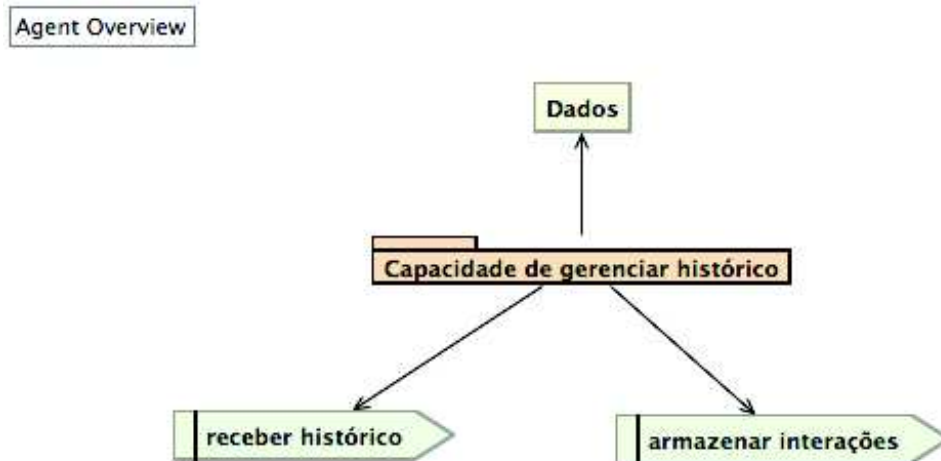 Agent Overview
Dados
Capacidade de gerenciar histórico
receber histórico
armazenar interações